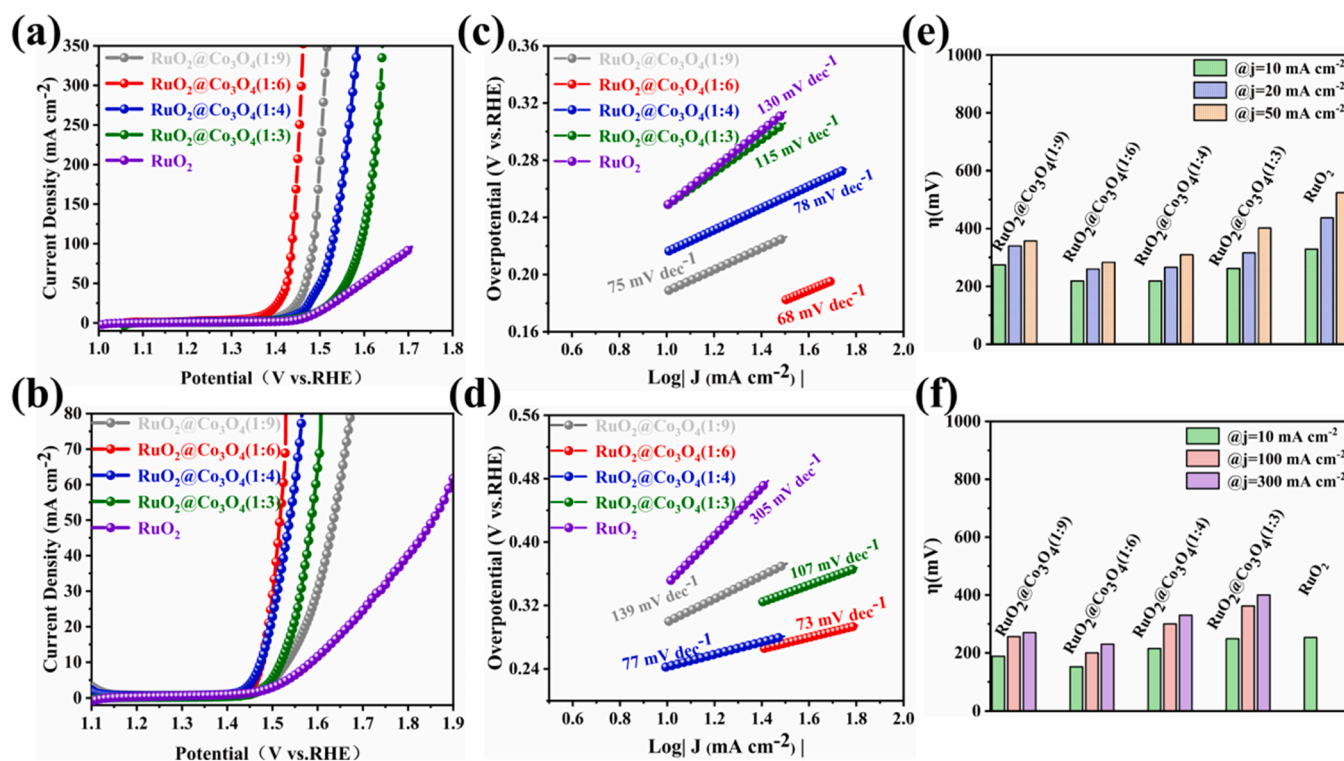 (a)
350
300
250
200
150
100
50
0
Current Density (mA cm-2)
RuO2@Co3O4(1:9)
RuO2@Co3O4(1:6)
RuO2@Co3O4(1:4)
RuO2@Co3O4(1:3)
RuO2
1.0 1.1 1.2 1.3 1.4 1.5 1.6 1.7 1.8
Potential（V vs.RHE)
(c)
0.36
0.32
0.28
0.24
0.20
0.16
Overpotential (V vs.RHE)
RuO2@Co3O4(1:9)
RuO2@Co3O4(1:6)
RuO2@Co3O4(1:4)
RuO2@Co3O4(1:3)
RuO2
130 mV dec-1
115 mV dec-1
78 mV dec-1
75 mV dec-1
68 mV dec-1
0.6 0.8 1.0 1.2 1.4 1.6 1.8 2.0
Log| J (mA cm-2) |
(e)
1000
800
600
400
200
0
η(mV)
@j=10 mA cm-2
@j=20 mA cm-2
@j=50 mA cm-2
RuO2@Co3O4(1:9)
RuO2@Co3O4(1:6)
RuO2@Co3O4(1:4)
RuO2@Co3O4(1:3)
RuO2
(b)
80
70
60
50
40
30
20
10
0
Current Density (mA cm-2)
RuO2@Co3O4(1:9)
RuO2@Co3O4(1:6)
RuO2@Co3O4(1:4)
RuO2@Co3O4(1:3)
RuO2
1.1 1.2 1.3 1.4 1.5 1.6 1.7 1.8 1.9
Potential（V vs.RHE)
(d)
0.56
0.48
0.40
0.32
0.24
Overpotential (V vs.RHE)
RuO2@Co3O4(1:9)
RuO2@Co3O4(1:6)
RuO2@Co3O4(1:4)
RuO2@Co3O4(1:3)
RuO2
305 mV dec-1
107 mV dec-1
139 mV dec-1
73 mV dec-1
77 mV dec-1
0.6 0.8 1.0 1.2 1.4 1.6 1.8 2.0
Log| J (mA cm-2) |
(f)
1000
800
600
400
200
0
η(mV)
@j=10 mA cm-2
@j=100 mA cm-2
@j=300 mA cm-2
RuO2@Co3O4(1:9)
RuO2@Co3O4(1:6)
RuO2@Co3O4(1:4)
RuO2@Co3O4(1:3)
RuO2